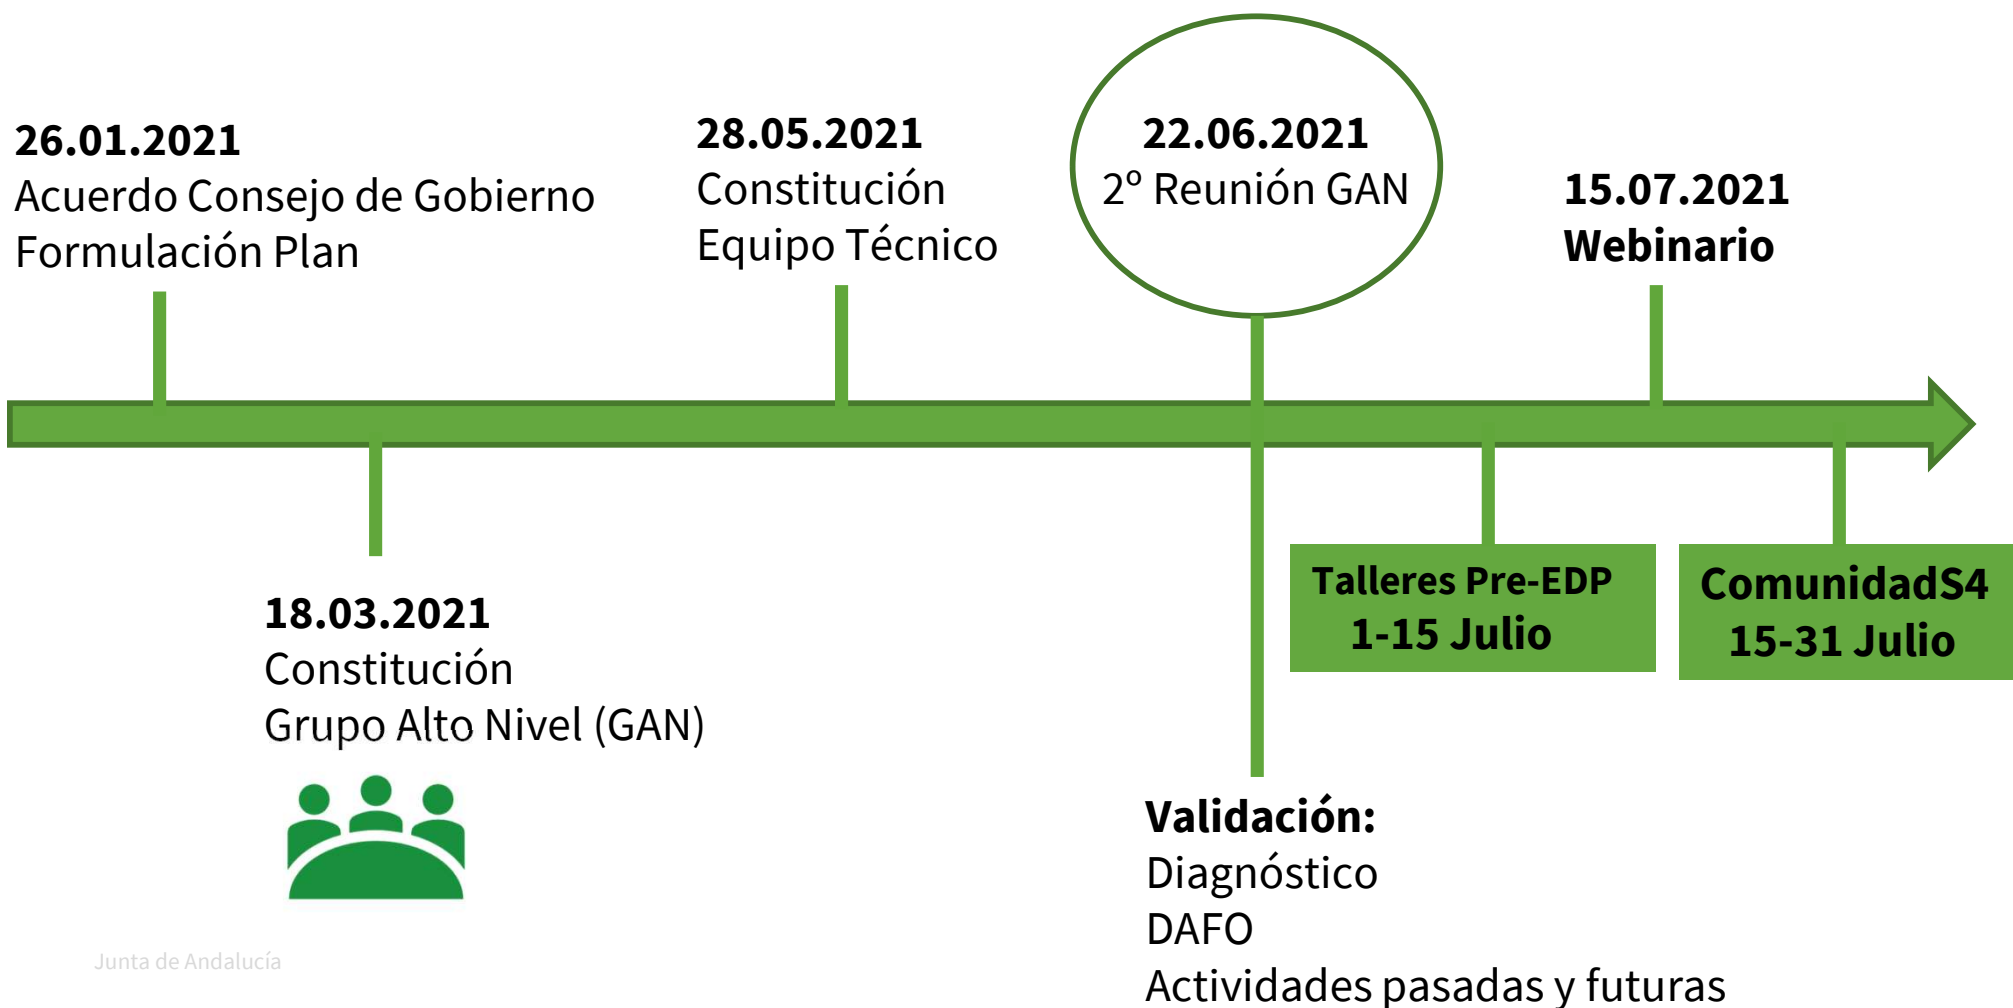 26.01.2021
Acuerdo Consejo de Gobierno
Formulación Plan
28.05.2021
Constitución
Equipo Técnico
22.06.2021
2º Reunión GAN
15.07.2021
Webinario
18.03.2021
Constitución
Grupo Alto Nivel (GAN)
Talleres Pre-EDP
1-15 Julio
ComunidadS4
15-31 Julio
Validación:
Diagnóstico
DAFO
Actividades pasadas y futuras
Junta de Andalucía